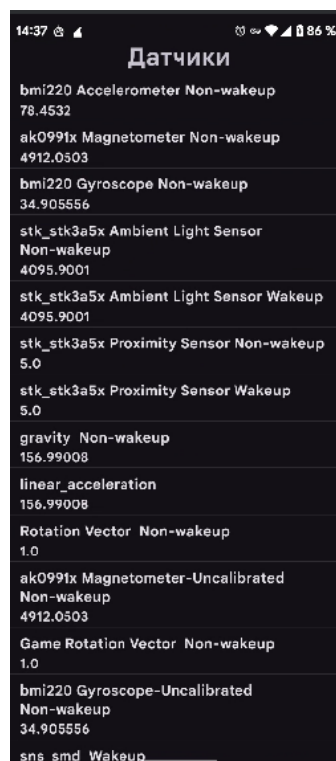 14:37 86 %
Датчики
bmi220 Accelerometer Non-wakeup
78.4532
ak0991x Magnetometer Non-wakeup
4912.0503
bmi220 Gyroscope Non-wakeup
34.905556
stk_stk3a5x Ambient Light Sensor
Non-wakeup
4095.9001
stk_stk3a5x Ambient Light Sensor Wakeup
4095.9001
stk_stk3a5x Proximity Sensor Non-wakeup
5.0
stk_stk3a5x Proximity Sensor Wakeup
5.0
gravity Non-wakeup
156.99008
linear_acceleration
156.99008
Rotation Vector Non-wakeup
1.0
ak0991x Magnetometer-Uncalibrated
Non-wakeup
4912.0503
Game Rotation Vector Non-wakeup
1.0
bmi220 Gyroscope-Uncalibrated
Non-wakeup
34.905556
sns_smd Wakeup